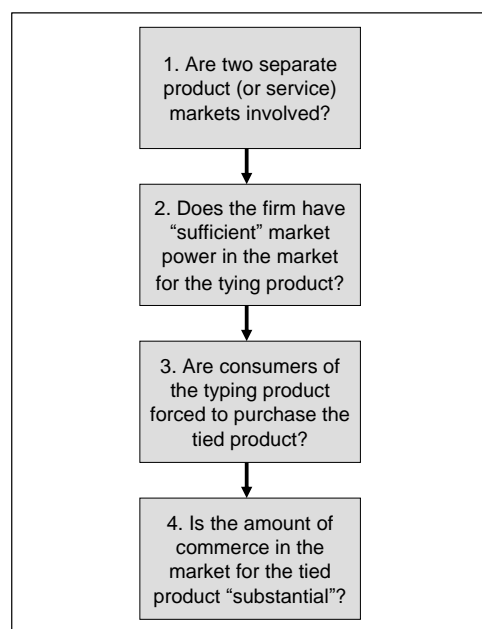 1. Are two separate
product (or service)
markets involved?
2. Does the firm have
“sufficient” market
power in the market
for the tying product?
3. Are consumers of
the typing product
forced to purchase the
tied product?
4. Is the amount of
commerce in the
market for the tied
product “substantial”?